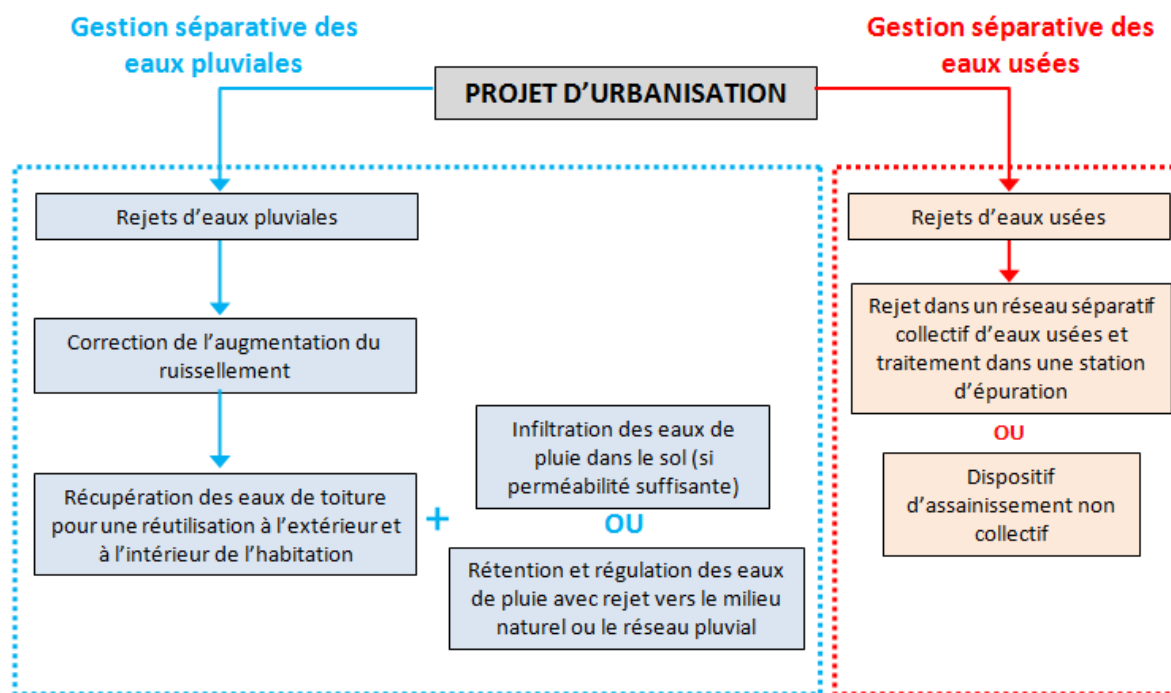 Gestion séparative des
eaux pluviales
Gestion séparative des
eaux usées
PROJET D’URBANISATION
Rejets d’eaux pluviales
Correction de l’augmentation du
ruissellement
Récupération des eaux de toiture
pour une réutilisation à l’extérieur et
à l’intérieur de l’habitation
+
Infiltration des eaux de
pluie dans le sol (si
perméabilité suffisante)
OU
Rétention et régulation des eaux
de pluie avec rejet vers le milieu
naturel ou le réseau pluvial
Rejets d’eaux usées
Rejet dans un réseau séparatif
collectif d’eaux usées et
traitement dans une station
d’épuration
OU
Dispositif
d’assainissement non
collectif